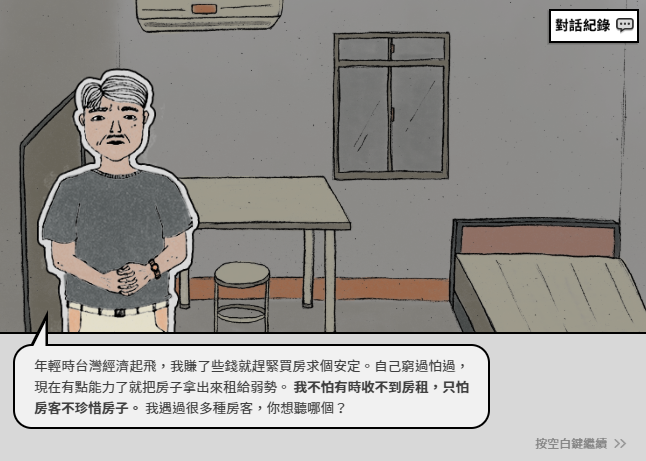 對話紀錄
年輕時台灣經濟起飛，我賺了些錢就趕緊買房求個安定。自己窮過怕過，
現在有點能力了就把房子拿出來租給弱勢。 我不怕有時收不到房租，只怕
房客不珍惜房子。 我遇過很多種房客，你想聽哪個？
按空白鍵繼續 >>